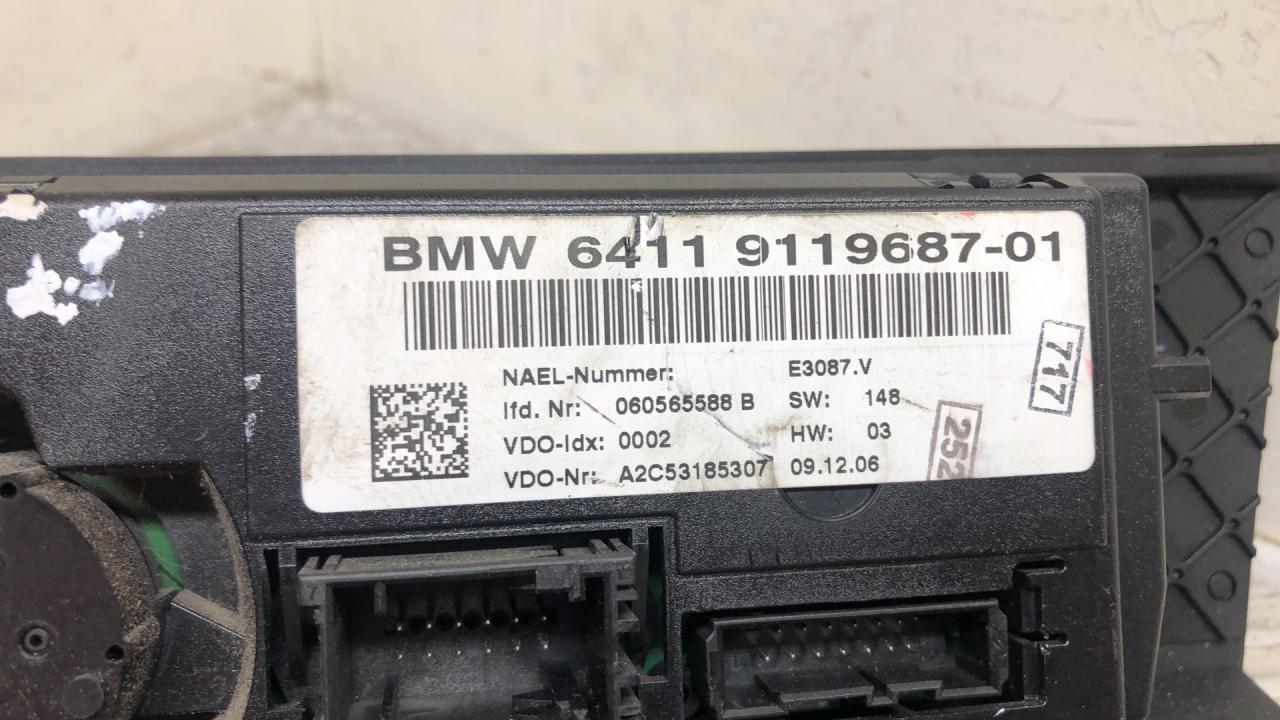 BMW 6411 9119687-01
NAEL-Nummer: E3087.V
lfd. Nr: 060565588 B SW: 148
VDO-Idx: 0002 HW: 03
VDO-Nr: A2C53185307 09.12.06
717
252